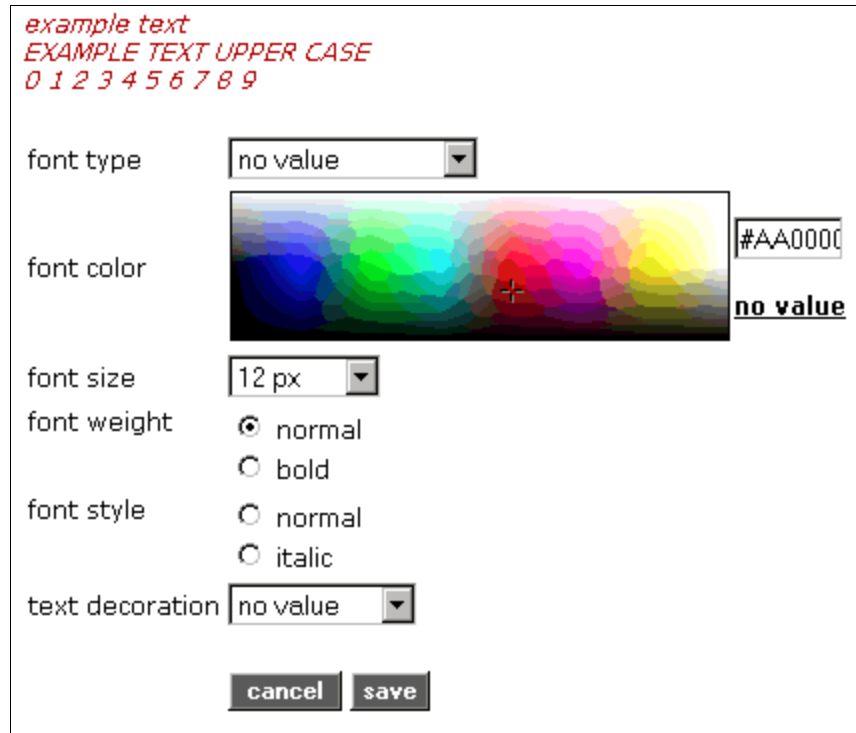 example text
EXAMPLE TEXT UPPER CASE
0 1 2 3 4 5 6 7 8 9
font type no value
font color #AA0000
no value
font size 12 px
font weight normal
bold
font style normal
italic
text decoration no value
cancel save